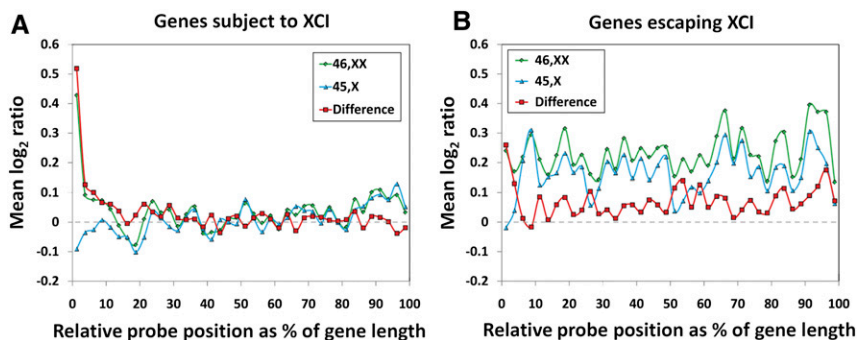 A
Genes subject to XCI
Mean log2 ratio
0.6
0.5
0.4
0.3
0.2
0.1
0
-0.1
-0.2
46,XX
45,X
Difference
0 10 20 30 40 50 60 70 80 90 100
Relative probe position as % of gene length
B
Genes escaping XCI
Mean log2 ratio
0.6
0.5
0.4
0.3
0.2
0.1
0
-0.1
-0.2
46,XX
45,X
Difference
0 10 20 30 40 50 60 70 80 90 100
Relative probe position as % of gene length